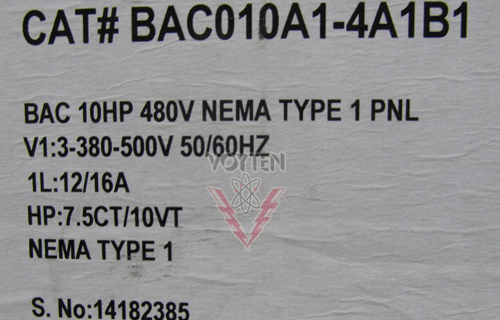 CAT# BAC010A1-4A1B1
BAC 10HP 480V NEMA TYPE 1 PNL
V1:3-380-500V 50/60HZ
VOYTEN
1L:12/16A
HP:7.5CT/10VT
NEMA TYPE 1
S. No:14182385